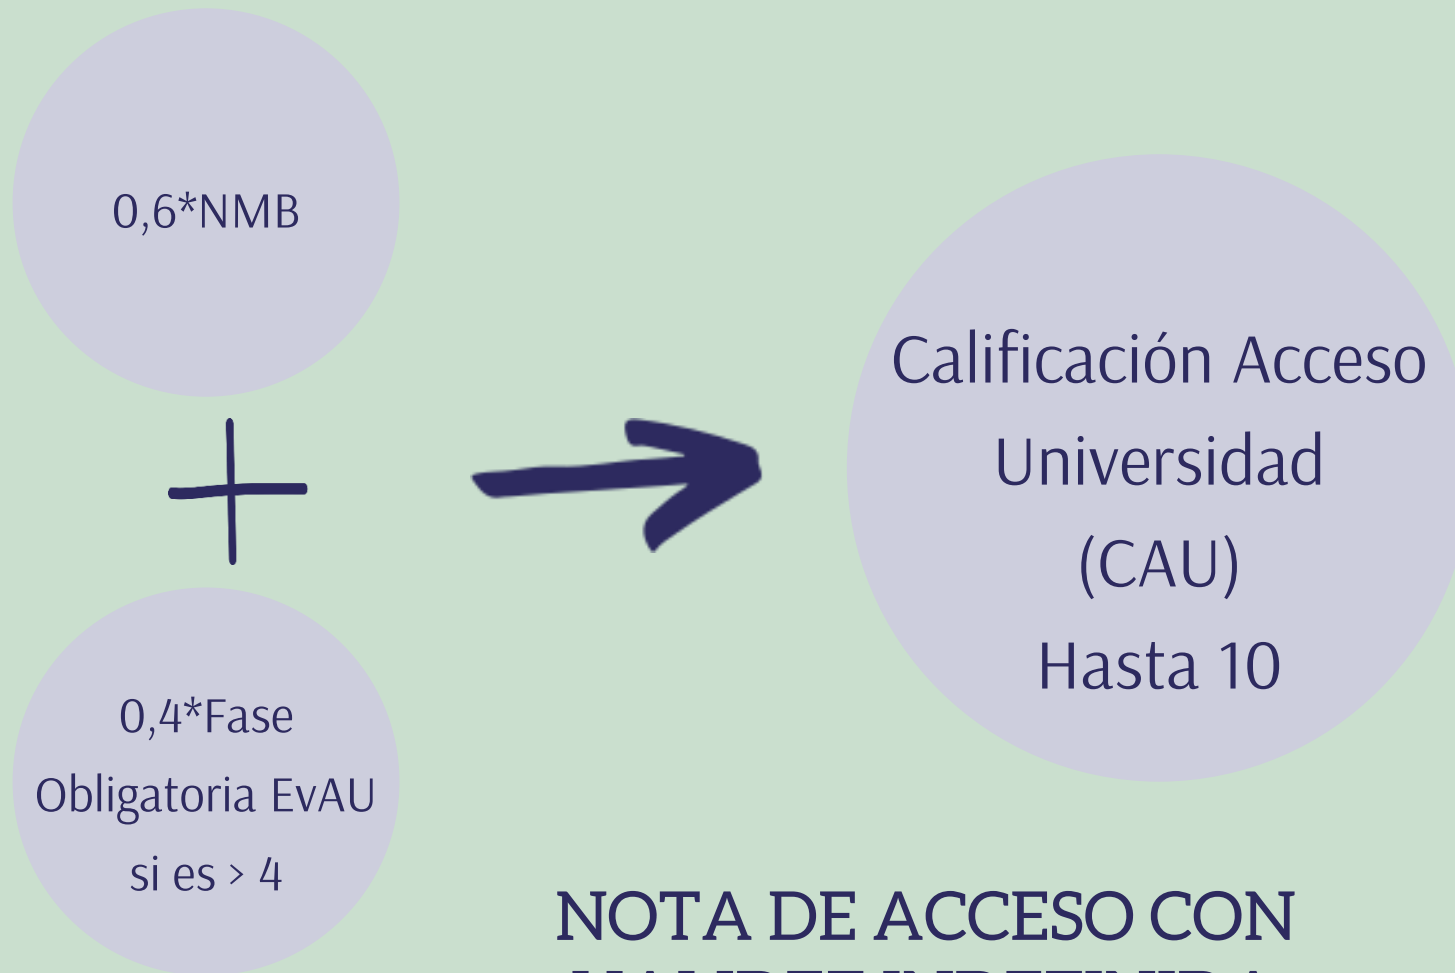 0,6*NMB
0,4*Fase
Obligatoria EvAU
si es > 4
Calificación Acceso
Universidad
(CAU)
Hasta 10
NOTA DE ACCESO CON